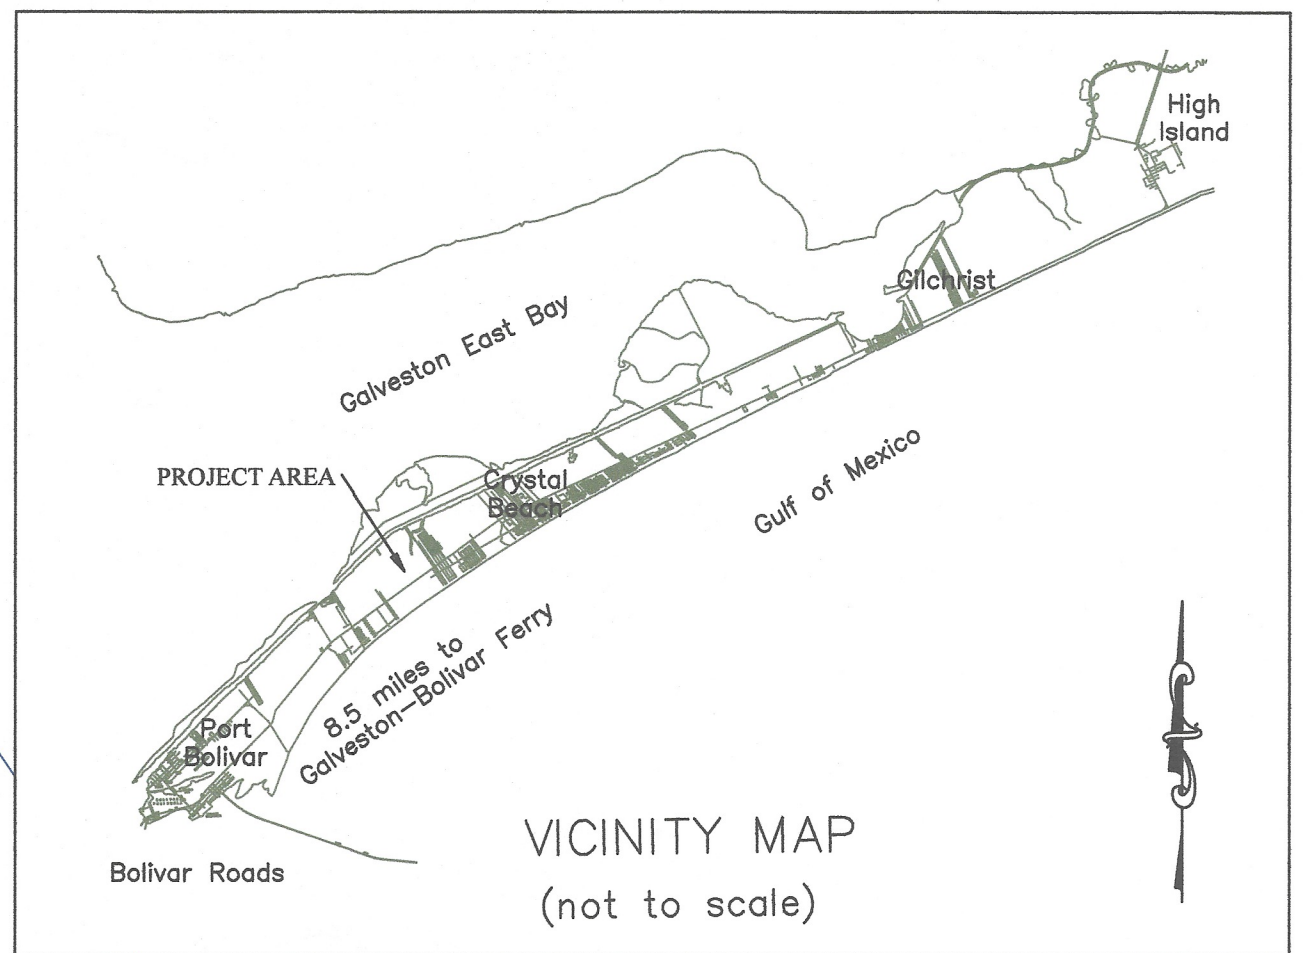 High
Island
Gilchrist
Galveston East Bay
Gulf of Mexico
PROJECT AREA
Crystal
Beach
8.5 miles to
Galveston-Bolivar Ferry
Port
Bolivar
Bolivar Roads
VICINITY MAP
(not to scale)